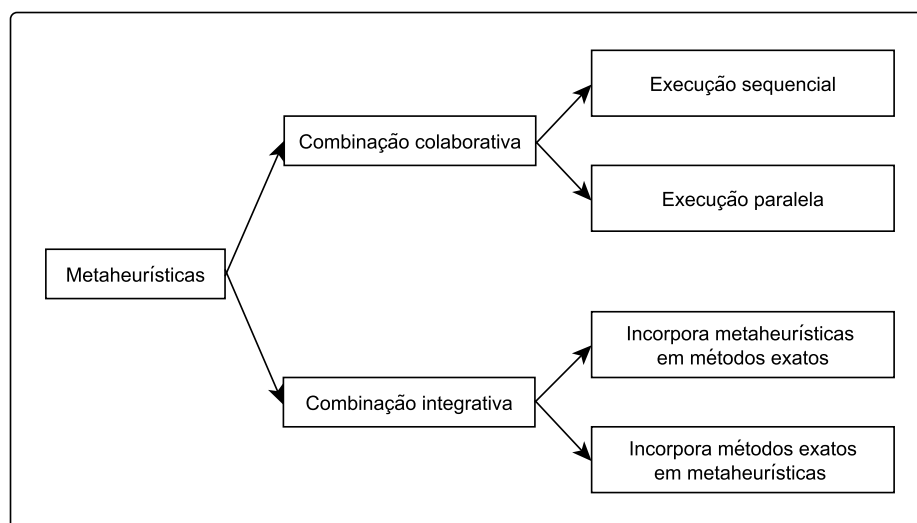 Execução sequencial
Combinação colaborativa
Execução paralela
Metaheurísticas
Incorpora metaheurísticas
em métodos exatos
Combinação integrativa
Incorpora métodos exatos
em metaheurísticas